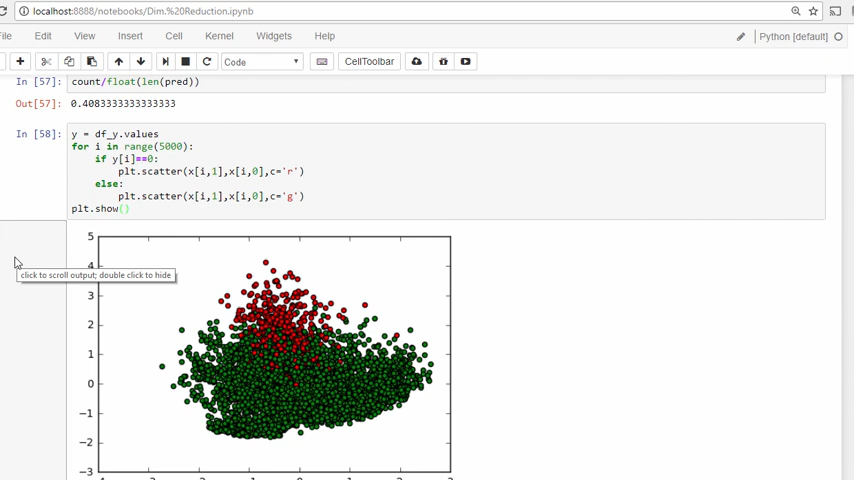 localhost:8888/notebooks/Dim.%20Reduction.ipynb
File Edit View Insert Cell Kernel Widgets Help Python [default]
Code CellToolbar
In [57]: count/float(len(pred))
Out[57]: 0.4083333333333333
In [58]: y = df_y.values
for i in range(5000):
if y[i]==0:
plt.scatter(x[i,1],x[i,0],c='r')
else:
plt.scatter(x[i,1],x[i,0],c='g')
plt.show()
click to scroll output; double click to hide
5
4
3
2
1
0
−1
−2
−3